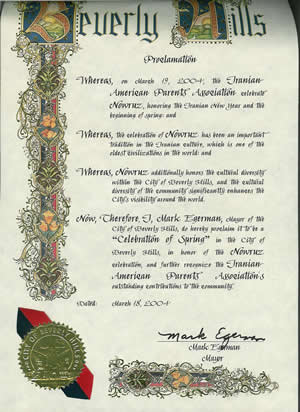 Beverly Hills
Proclamation
Whereas, on March 19, 2004, the Iranian-
American Parents' Association celebrate
Nowruz, honoring the Iranian New Year and the
beginning of spring; and
Whereas, the celebration of Nowruz has been an important
tradition in the Iranian culture, which is one of the
oldest civilizations in the world; and
Whereas, Nowruz additionally honors the cultural diversity
within the City of Beverly Hills, and the cultural
diversity of the community significantly enhances the
City's visibility around the world.
Now, Therefore, I, Mark Egerman, Mayor of the
City of Beverly Hills, do hereby proclaim it to be a
"Celebration of Spring" in the City of
Beverly Hills, in honor of the Nowruz
celebration, and further recognize the Iranian-
American Parents' Association's
outstanding contributions to the community.
Dated: March 18, 2004
Mark Egerman
Mark Egerman
Mayor